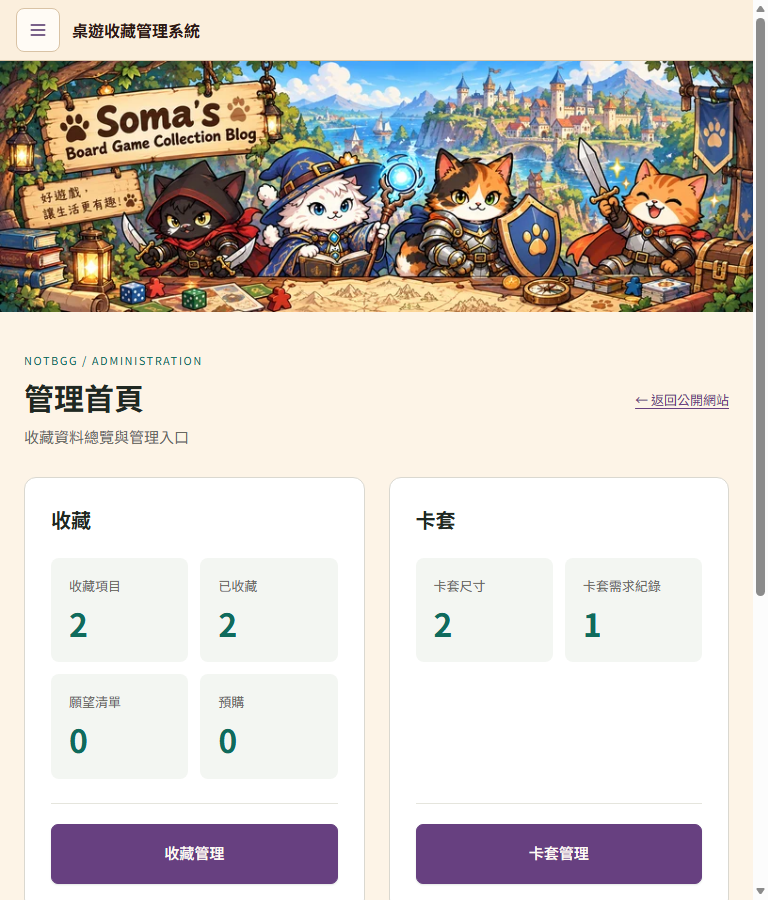 桌遊收藏管理系統
Soma's
Board Game Collection Blog
好遊戲，
讓生活更有趣!
NOTBGG / ADMINISTRATION
管理首頁
← 返回公開網站
收藏資料總覽與管理入口
收藏
收藏項目
2
已收藏
2
願望清單
0
預購
0
收藏管理
卡套
卡套尺寸
2
卡套需求紀錄
1
卡套管理